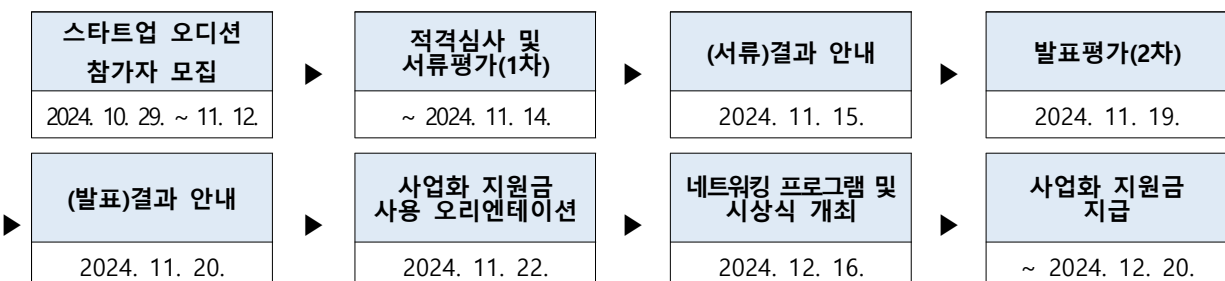 스타트업 오디션
참가자 모집
2024. 10. 29. ~ 11. 12.
▶
적격심사 및
서류평가(1차)
~ 2024. 11. 14.
▶
(서류)결과 안내
2024. 11. 15.
▶
발표평가(2차)
2024. 11. 19.
▶
(발표)결과 안내
2024. 11. 20.
▶
사업화 지원금
사용 오리엔테이션
2024. 11. 22.
▶
네트워킹 프로그램 및
시상식 개최
2024. 12. 16.
▶
사업화 지원금
지급
~ 2024. 12. 20.